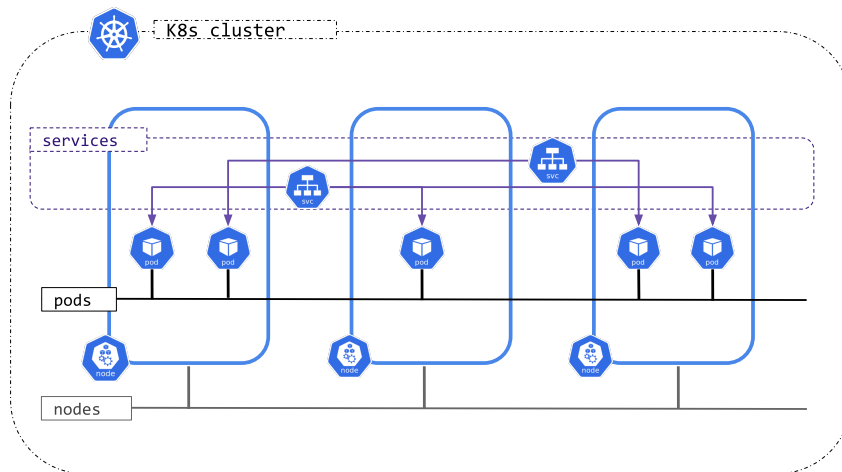 K8s cluster
services
svc
svc
pod
pod
pod
pod
pod
pods
node
node
node
nodes